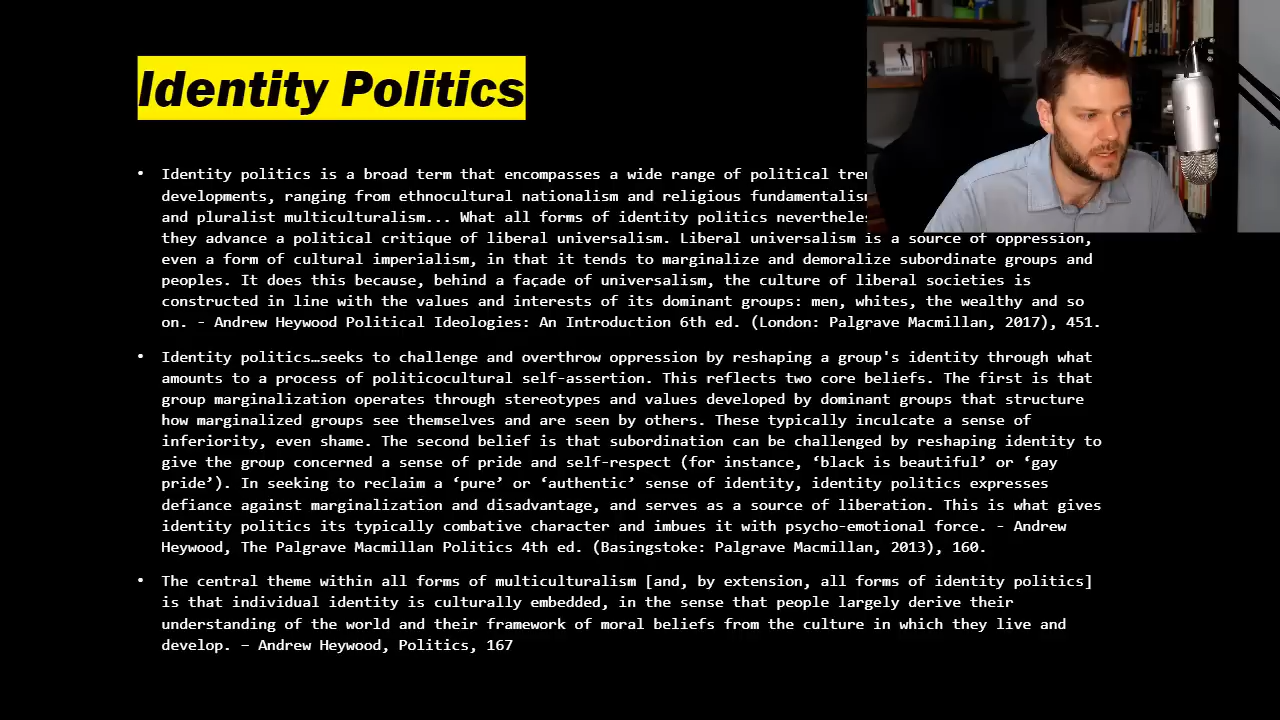 Identity Politics
• Identity politics is a broad term that encompasses a wide range of political
developments, ranging from ethnocultural nationalism and religious fundamentalism
and pluralist multiculturalism... What all forms of identity politics
they advance a political critique of liberal universalism. Liberal universalism is a source of oppression,
even a form of cultural imperialism, in that it tends to marginalize and demoralize subordinate groups and
peoples. It does this because, behind a façade of universalism, the culture of liberal societies is
constructed in line with the values and interests of its dominant groups: men, whites, the wealthy and so
on. - Andrew Heywood Political Ideologies: An Introduction 6th ed. (London: Palgrave Macmillan, 2017), 451.
• Identity politics…seeks to challenge and overthrow oppression by reshaping a group's identity through what
amounts to a process of politicocultural self-assertion. This reflects two core beliefs. The first is that
group marginalization operates through stereotypes and values developed by dominant groups that structure
how marginalized groups see themselves and are seen by others. These typically inculcate a sense of
inferiority, even shame. The second belief is that subordination can be challenged by reshaping identity to
give the group concerned a sense of pride and self-respect (for instance, ‘black is beautiful’ or ‘gay
pride’). In seeking to reclaim a ‘pure’ or ‘authentic’ sense of identity, identity politics expresses
defiance against marginalization and disadvantage, and serves as a source of liberation. This is what gives
identity politics its typically combative character and imbues it with psycho-emotional force. - Andrew
Heywood, The Palgrave Macmillan Politics 4th ed. (Basingstoke: Palgrave Macmillan, 2013), 160.
• The central theme within all forms of multiculturalism [and, by extension, all forms of identity politics]
is that individual identity is culturally embedded, in the sense that people largely derive their
understanding of the world and their framework of moral beliefs from the culture in which they live and
develop. – Andrew Heywood, Politics, 167